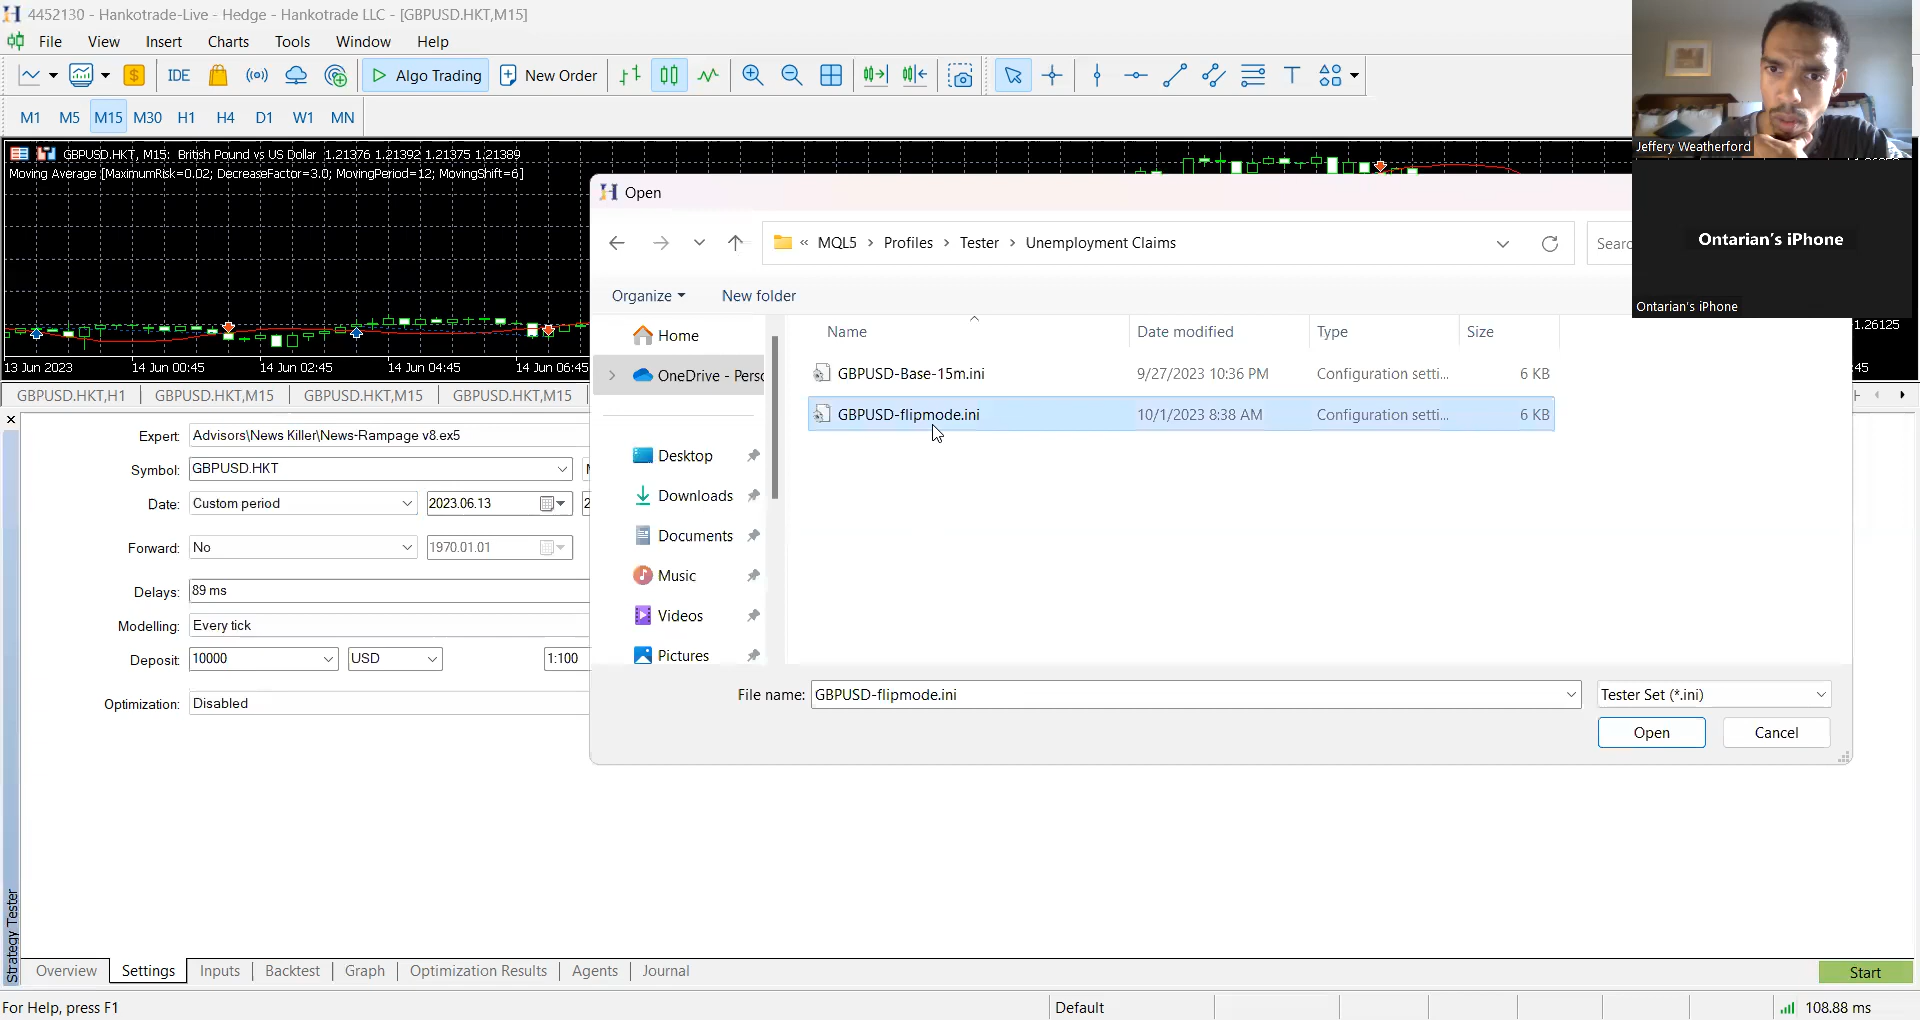 4452130 - Hankotrade-Live - Hedge - Hankotrade LLC - [GBPUSD.HKT,M15]
File View Insert Charts Tools Window Help
IDE Algo Trading New Order
M1 M5 M15 M30 H1 H4 D1 W1 MN
GBPUSD.HKT, M15: British Pound vs US Dollar 1.21376 1.21392 1.21375 1.21389
Moving Average [MaximumRisk=0.02; DecreaseFactor=3.0; MovingPeriod=12; MovingShift=6]
Jeffery Weatherford
Ontarian's iPhone
Ontarian's iPhone
1.26125
13 Jun 2023 14 Jun 00:45 14 Jun 02:45 14 Jun 04:45 14 Jun 06:45
:45
GBPUSD.HKT,H1 GBPUSD.HKT,M15 GBPUSD.HKT,M15 GBPUSD.HKT,M15
Open
« MQL5 › Profiles › Tester › Unemployment Claims
Sear
Organize New folder
Home
OneDrive - Pers
Desktop
Downloads
Documents
Music
Videos
Pictures
Name Date modified Type Size
GBPUSD-Base-15m.ini 9/27/2023 10:36 PM Configuration setti... 6 KB
GBPUSD-flipmode.ini 10/1/2023 8:38 AM Configuration setti... 6 KB
File name: GBPUSD-flipmode.ini Tester Set (*.ini)
Open Cancel
Expert: Advisors\News Killer\News-Rampage v8.ex5
Symbol: GBPUSD.HKT
Date: Custom period 2023.06.13
Forward: No 1970.01.01
Delays: 89 ms
Modelling: Every tick
Deposit: 10000 USD 1:100
Optimization: Disabled
Strategy Tester
Overview Settings Inputs Backtest Graph Optimization Results Agents Journal Start
For Help, press F1 Default 108.88 ms